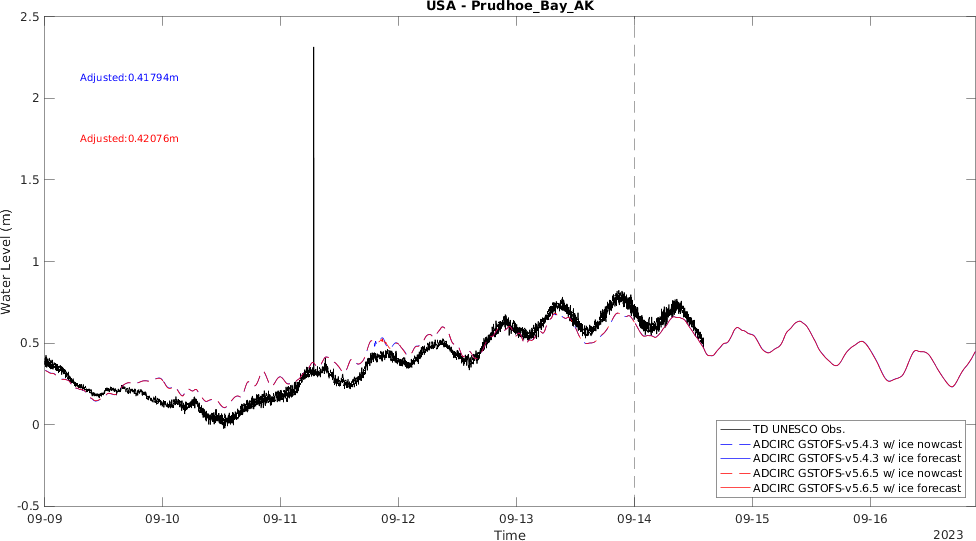 USA - Prudhoe_Bay_AK
2.5
2
1.5
1
0.5
0
-0.5
Water Level (m)
Adjusted:0.41794m
Adjusted:0.42076m
TD UNESCO Obs.
ADCIRC GSTOFS-v5.4.3 w/ ice nowcast
ADCIRC GSTOFS-v5.4.3 w/ ice forecast
ADCIRC GSTOFS-v5.6.5 w/ ice nowcast
ADCIRC GSTOFS-v5.6.5 w/ ice forecast
09-09 09-10 09-11 09-12 09-13 09-14 09-15 09-16
Time
2023